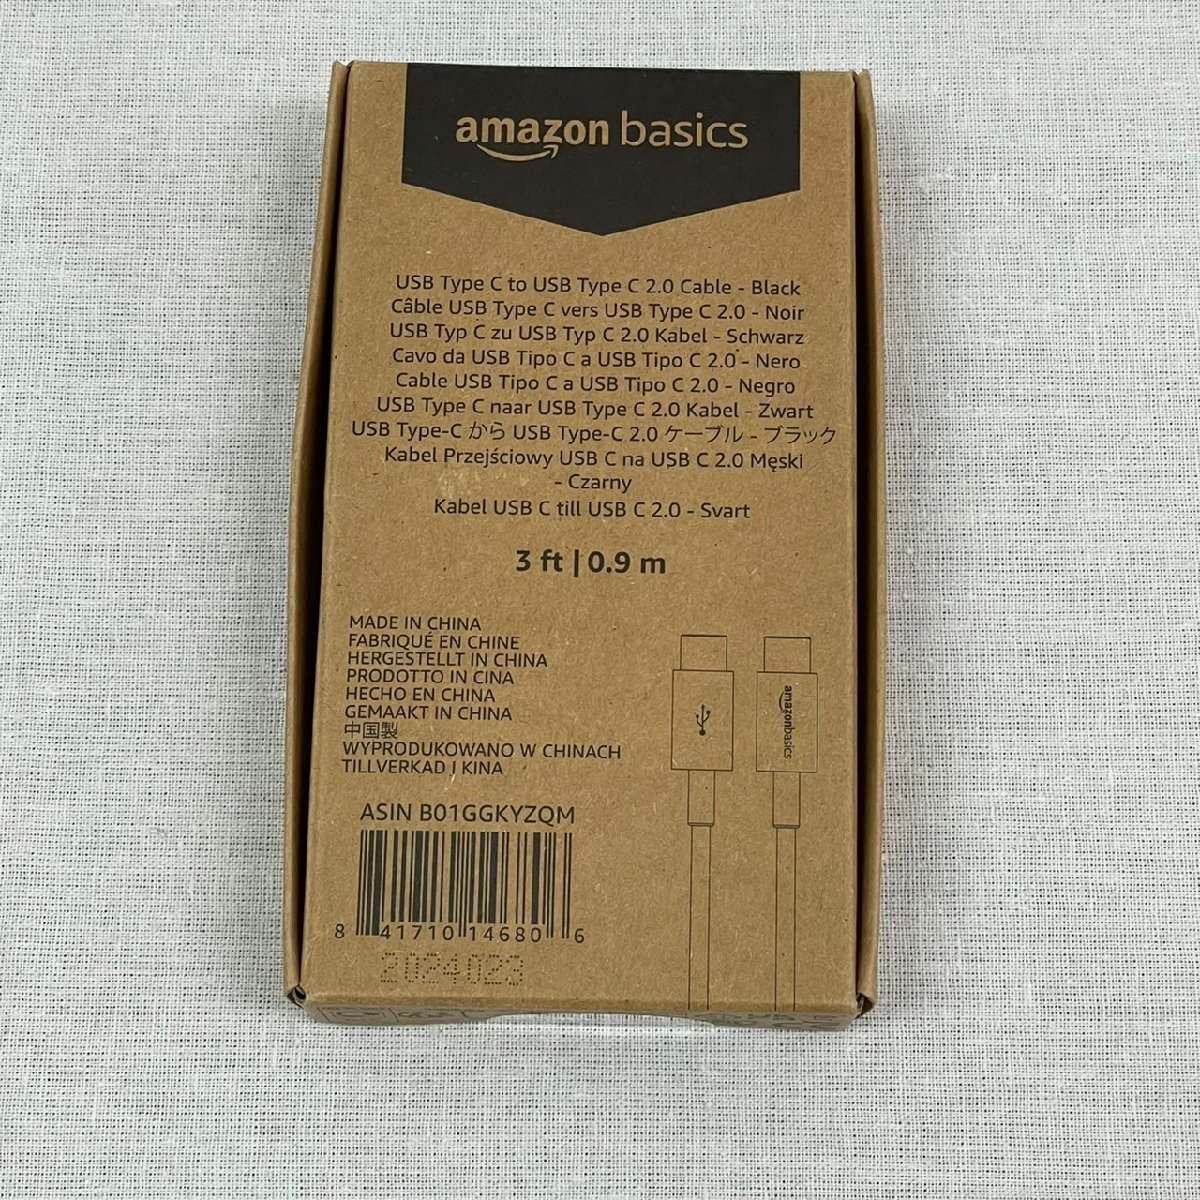 amazon basics
USB Type C to USB Type C 2.0 Cable - Black
Câble USB Type C vers USB Type C 2.0 - Noir
USB Typ C zu USB Typ C 2.0 Kabel - Schwarz
Cavo da USB Tipo C a USB Tipo C 2.0 - Nero
Cable USB Tipo C a USB Tipo C 2.0 - Negro
USB Type C naar USB Type C 2.0 Kabel - Zwart
USB Type-C から USB Type-C 2.0 ケーブル - ブラック
Kabel Przejściowy USB C na USB C 2.0 Męski
- Czarny
Kabel USB C till USB C 2.0 - Svart
3 ft | 0.9 m
MADE IN CHINA
FABRIQUÉ EN CHINE
HERGESTELLT IN CHINA
PRODOTTO IN CINA
HECHO EN CHINA
GEMAAKT IN CHINA
中国製
WYPRODUKOWANO W CHINACH
TILLVERKAD I KINA
amazonbasics
ASIN B01GGKYZQM
8 41710 14680 6
2024023